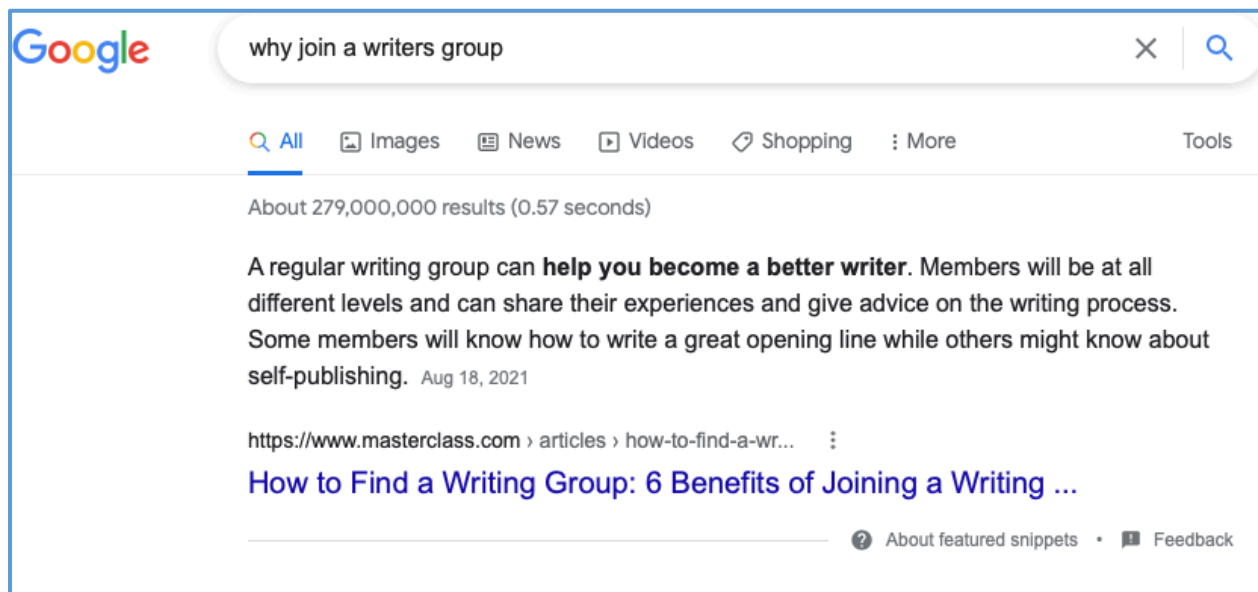 Google
why join a writers group
All Images News Videos Shopping More Tools
About 279,000,000 results (0.57 seconds)
A regular writing group can help you become a better writer. Members will be at all
different levels and can share their experiences and give advice on the writing process.
Some members will know how to write a great opening line while others might know about
self-publishing. Aug 18, 2021
https://www.masterclass.com › articles › how-to-find-a-wr...
How to Find a Writing Group: 6 Benefits of Joining a Writing ...
About featured snippets • Feedback